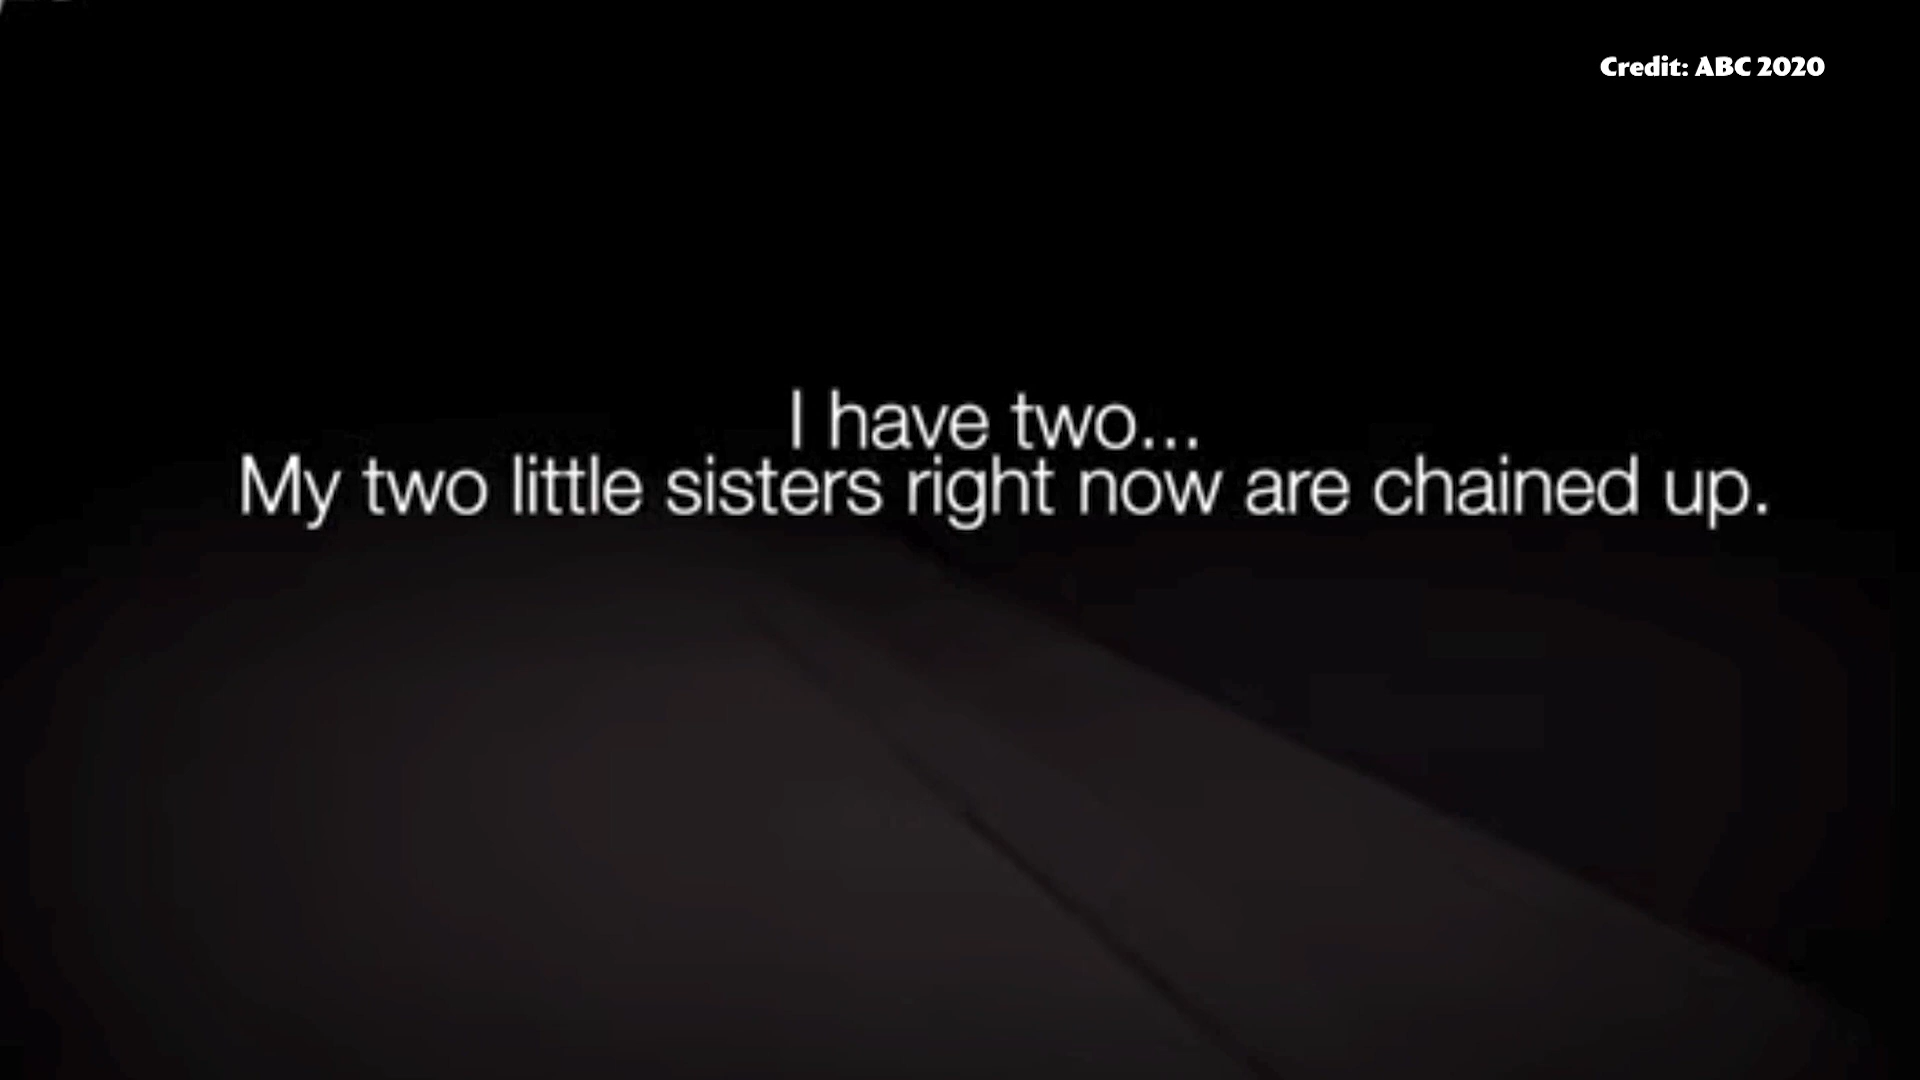 Credit: ABC 2020
I have two...
My two little sisters right now are chained up.